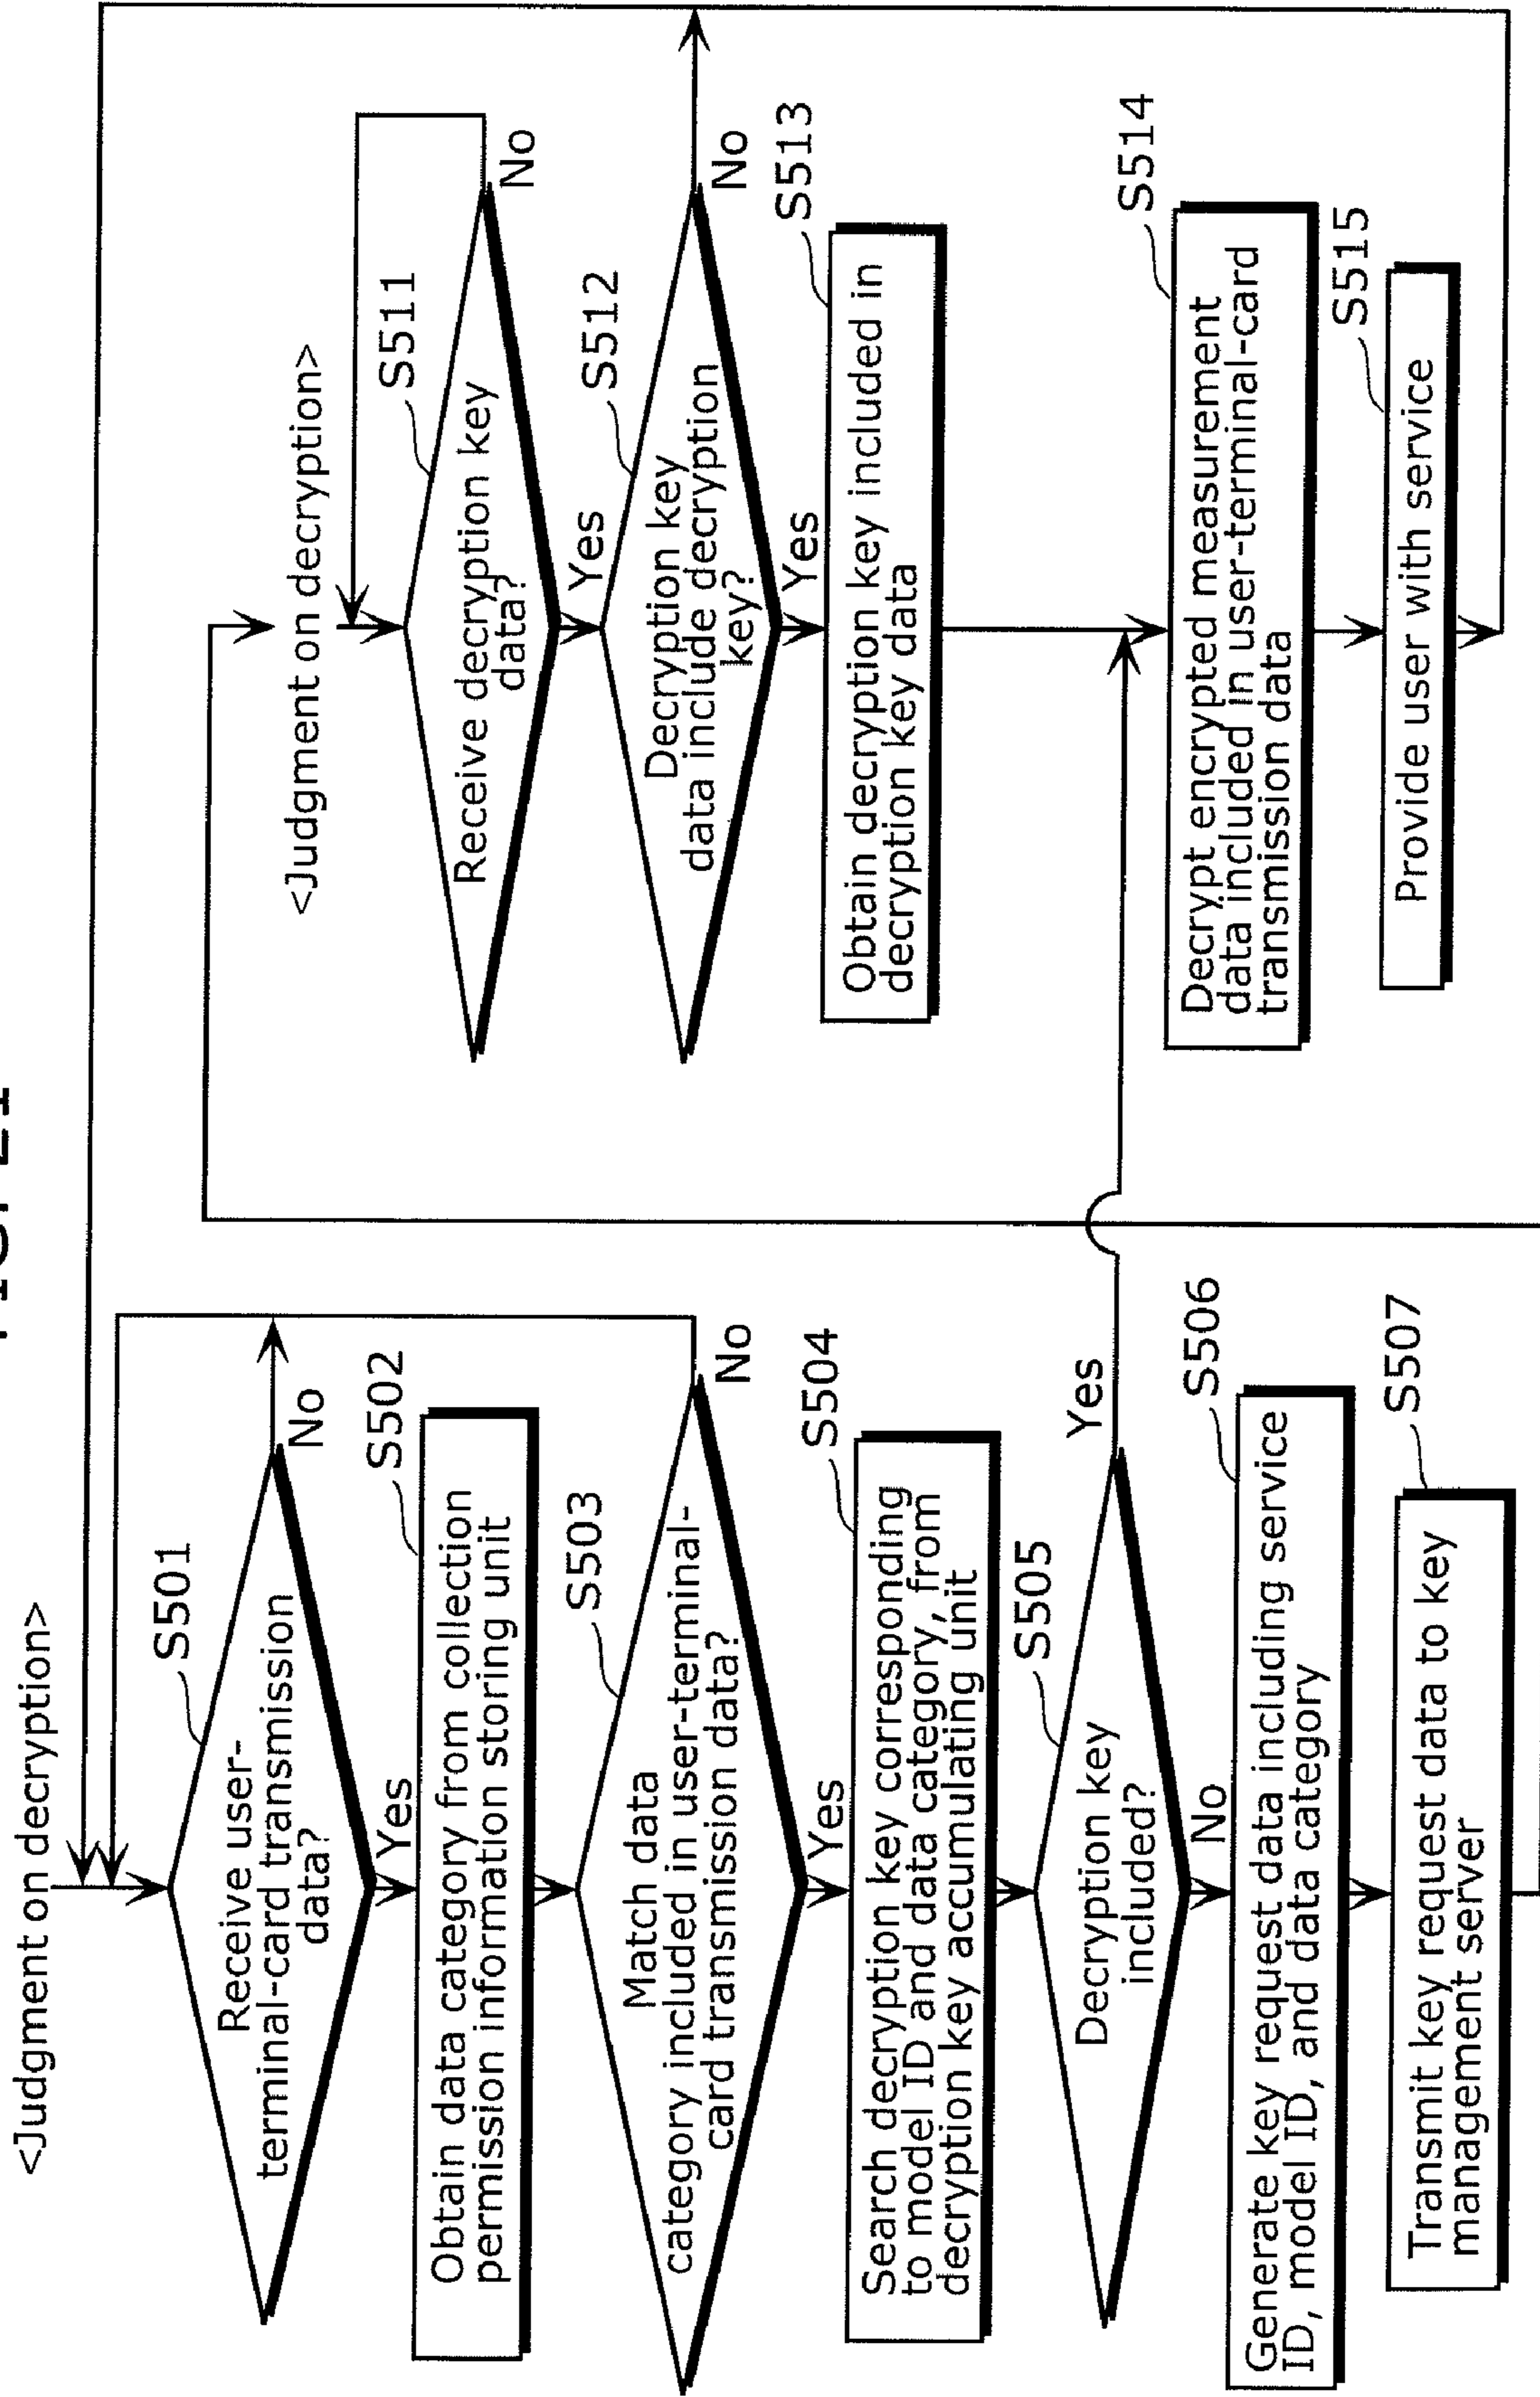 <Judgment on decryption>
S501
Receive user-
terminal-card transmission
data?
No
Yes
S502
Obtain data category from collection
permission information storing unit
S503
Match data
category included in user-terminal-
card transmission data?
No
Yes
S504
Search decryption key corresponding
to model ID and data category, from
decryption key accumulating unit
S505
Decryption key
included?
Yes
No
S506
Generate key request data including service
ID, model ID, and data category
S507
Transmit key request data to key
management server
<Judgment on decryption>
S511
Receive decryption key
data?
No
Yes
S512
Decryption key
data include decryption
key?
No
Yes
S513
Obtain decryption key included in
decryption key data
S514
Decrypt encrypted measurement
data included in user-terminal-card
transmission data
S515
Provide user with service